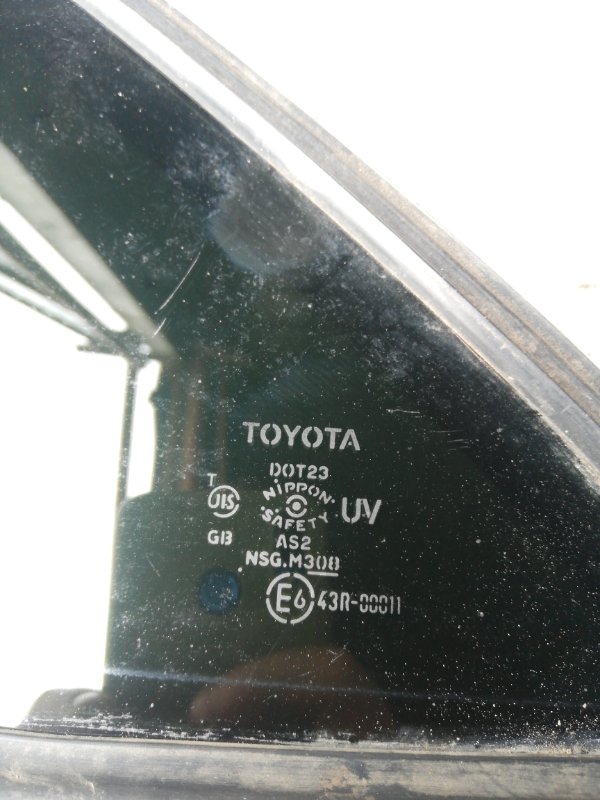 TOYOTA
DOT23
T
JIS
NIPPON
SAFETY
UV
GB
AS2
NSG.M308
E6 43R-00011